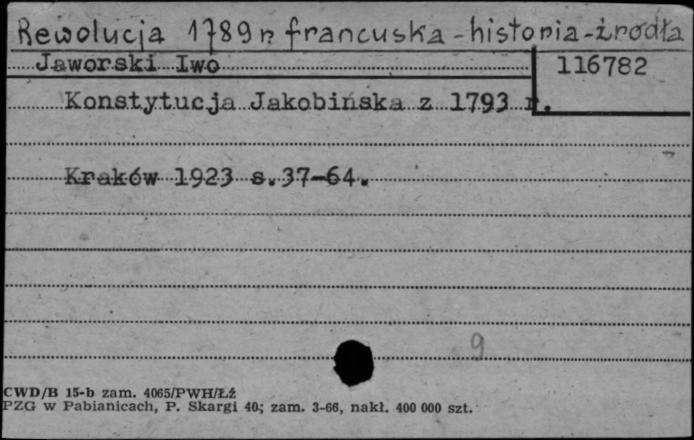 Rewolucja 1789 r francuska - historia - źrodła
Jaworski Iwo
116782
Konstytucja Jakobińska z 1793 r.
Kraków 1923 s.37-64.
9
CWD/B 15-b zam. 4065/PWH/Łź
PZG w Pabianicach, P. Skargi 40; zam. 3-66, nakł. 400 000 szt.